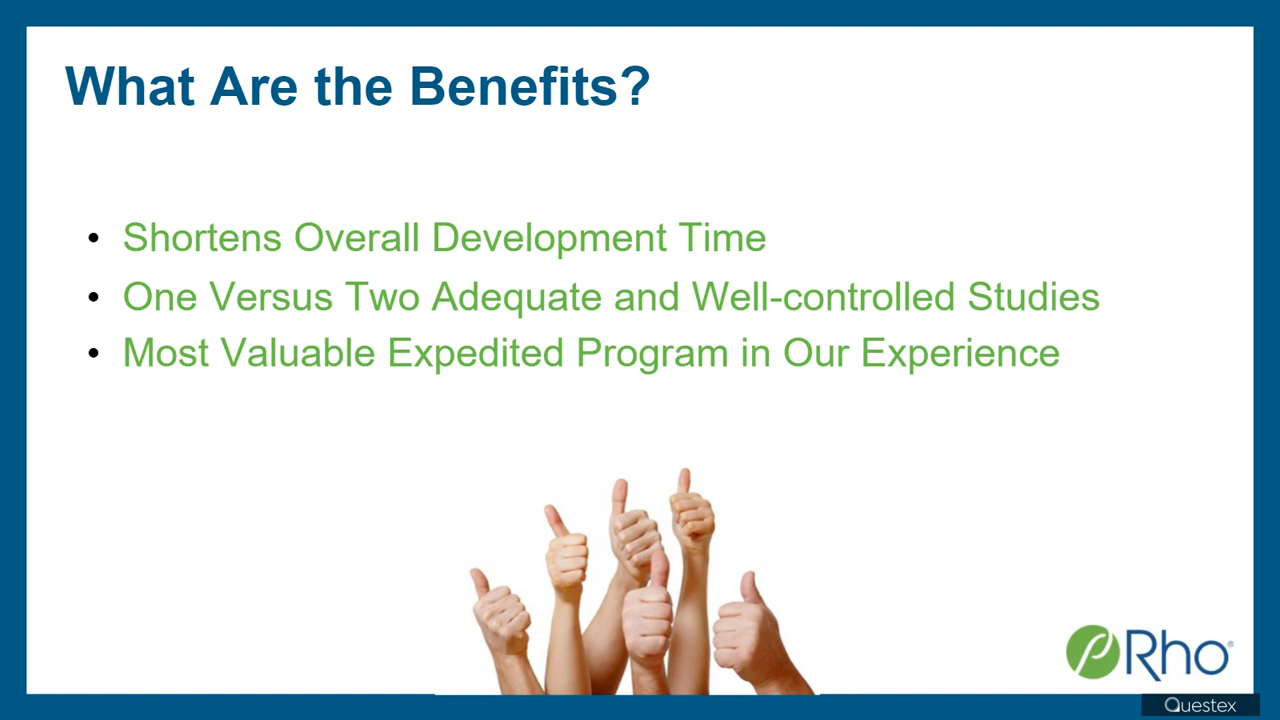 What Are the Benefits?
• Shortens Overall Development Time
• One Versus Two Adequate and Well-controlled Studies
• Most Valuable Expedited Program in Our Experience
Rho®
Questex